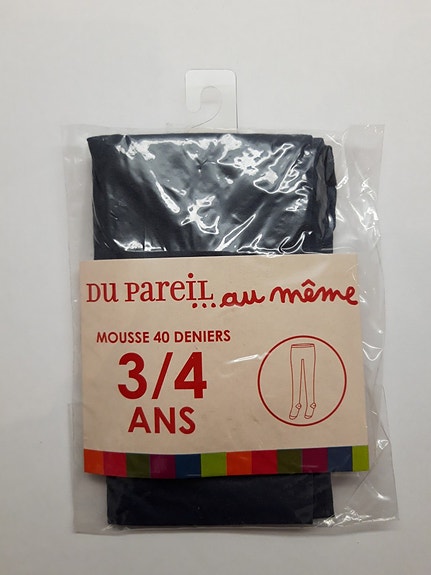 DU PAREIL... au même
MOUSSE 40 DENIERS
3/4
ANS